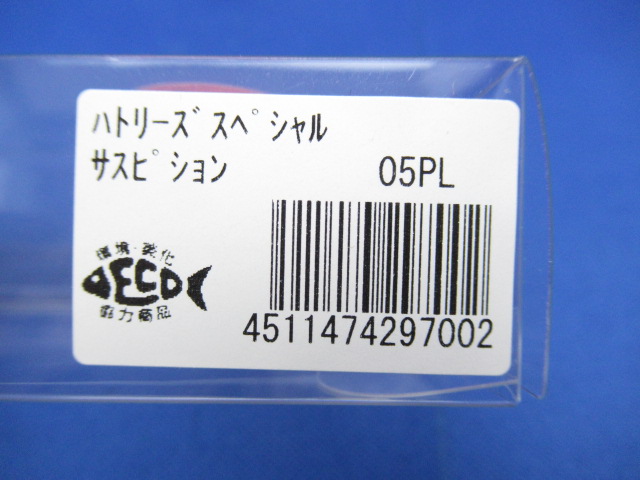 ﾊﾄﾘｰｽﾞｽﾍﾟｼｬﾙ
ｻｽﾋﾟｼｮﾝ 05PL
環境・美化
ECO
協力商品
4511474297002